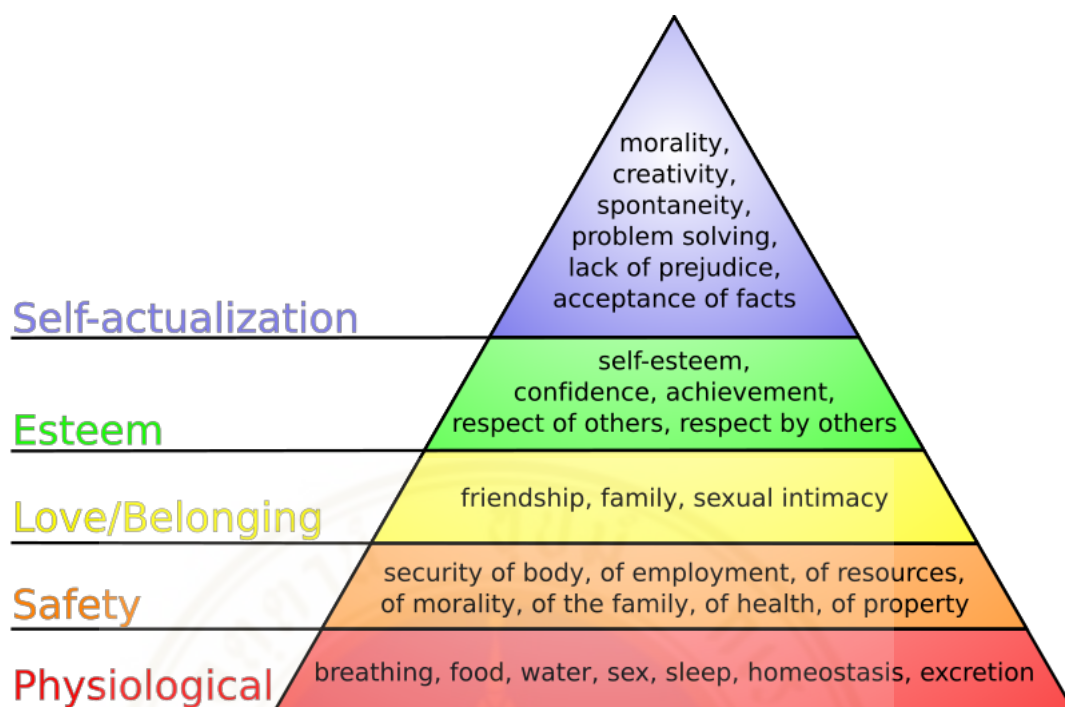 morality,
creativity,
spontaneity,
problem solving,
lack of prejudice,
acceptance of facts
Self-actualization
self-esteem,
confidence, achievement,
respect of others, respect by others
Esteem
friendship, family, sexual intimacy
Love/Belonging
security of body, of employment, of resources,
of morality, of the family, of health, of property
Safety
breathing, food, water, sex, sleep, homeostasis, excretion
Physiological